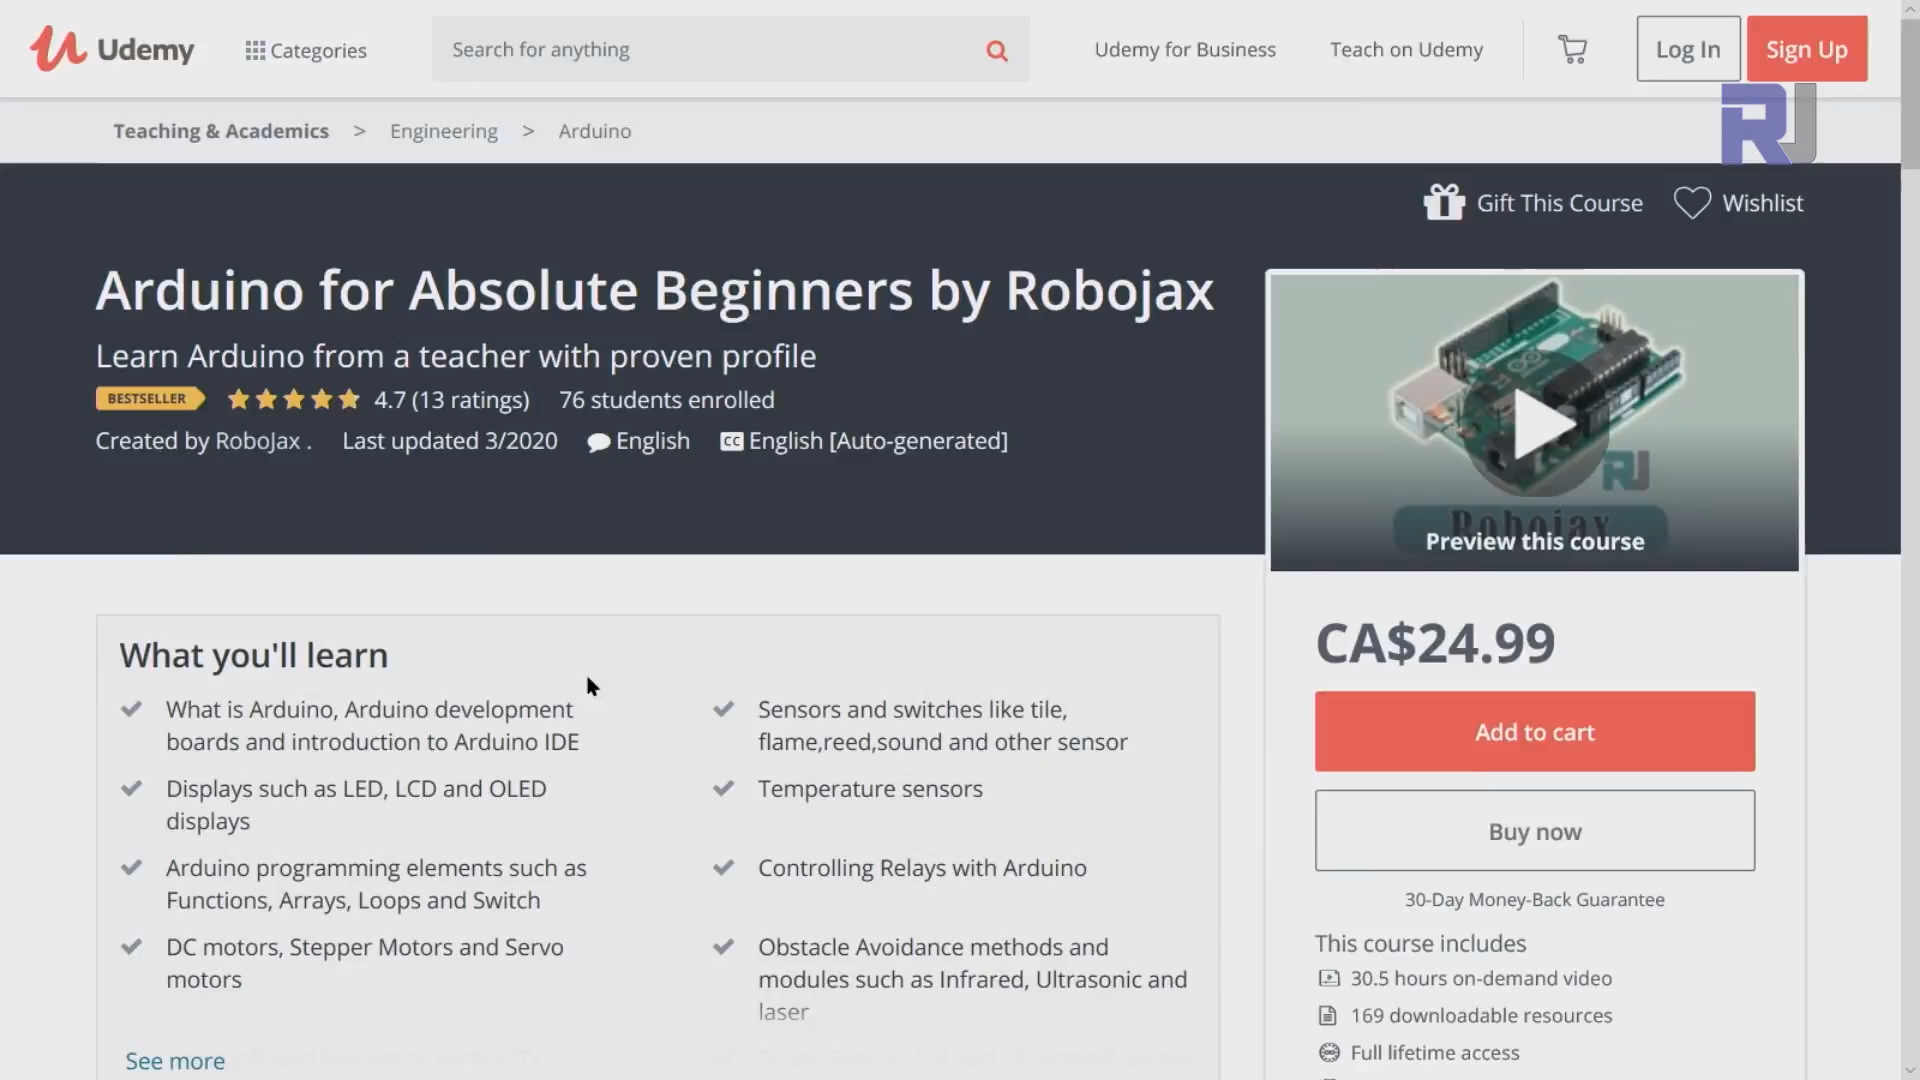 Udemy
Categories
Search for anything
Udemy for Business
Teach on Udemy
Log In
Sign Up
RJ
Teaching & Academics > Engineering > Arduino
Gift This Course
Wishlist
Arduino for Absolute Beginners by Robojax
Learn Arduino from a teacher with proven profile
BESTSELLER 4.7 (13 ratings) 76 students enrolled
Created by RoboJax . Last updated 3/2020 English CC English [Auto-generated]
RJ
Robojax
Preview this course
What you'll learn
What is Arduino, Arduino development
boards and introduction to Arduino IDE
Displays such as LED, LCD and OLED
displays
Arduino programming elements such as
Functions, Arrays, Loops and Switch
DC motors, Stepper Motors and Servo
motors
Sensors and switches like tile,
flame,reed,sound and other sensor
Temperature sensors
Controlling Relays with Arduino
Obstacle Avoidance methods and
modules such as Infrared, Ultrasonic and
laser
See more
CA$24.99
Add to cart
Buy now
30-Day Money-Back Guarantee
This course includes
30.5 hours on-demand video
169 downloadable resources
Full lifetime access